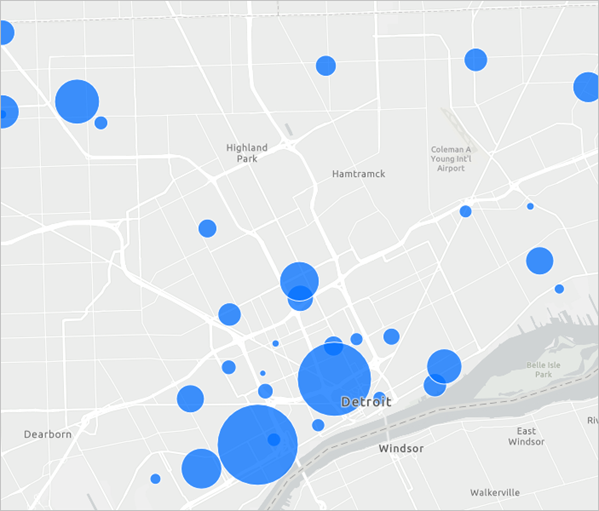 Highland
Park
Coleman A
Young Int'l
Airport
Hamtramck
Belle Isle
Park
Detroit
Dearborn
Windsor
East
Windsor
Riv
Walkerville